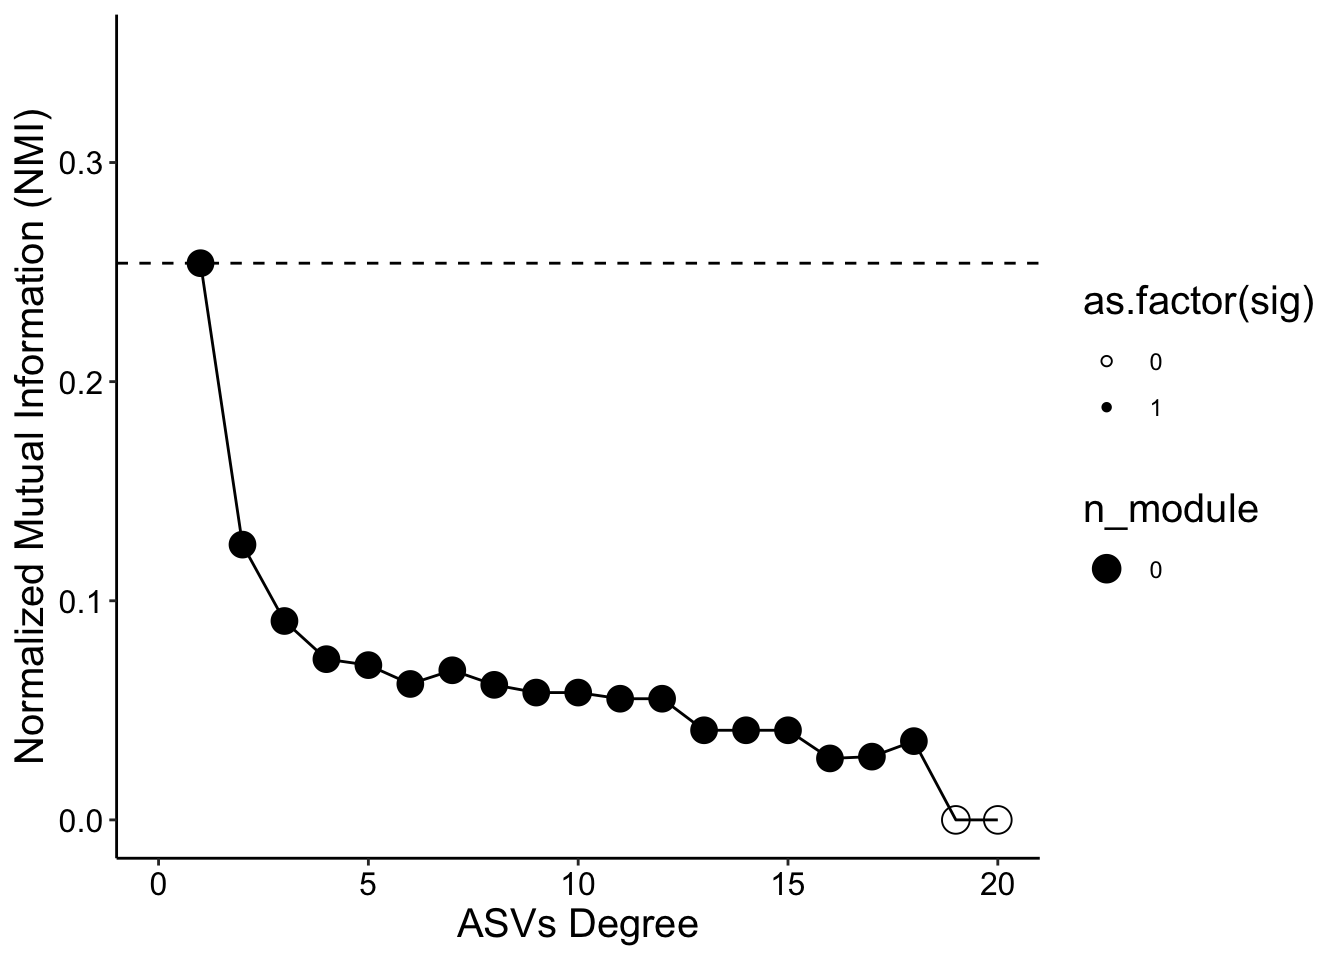 Normalized Mutual Information (NMI)
0.3
0.2
0.1
0.0
0 5 10 15 20
ASVs Degree
as.factor(sig)
0
1
n_module
0